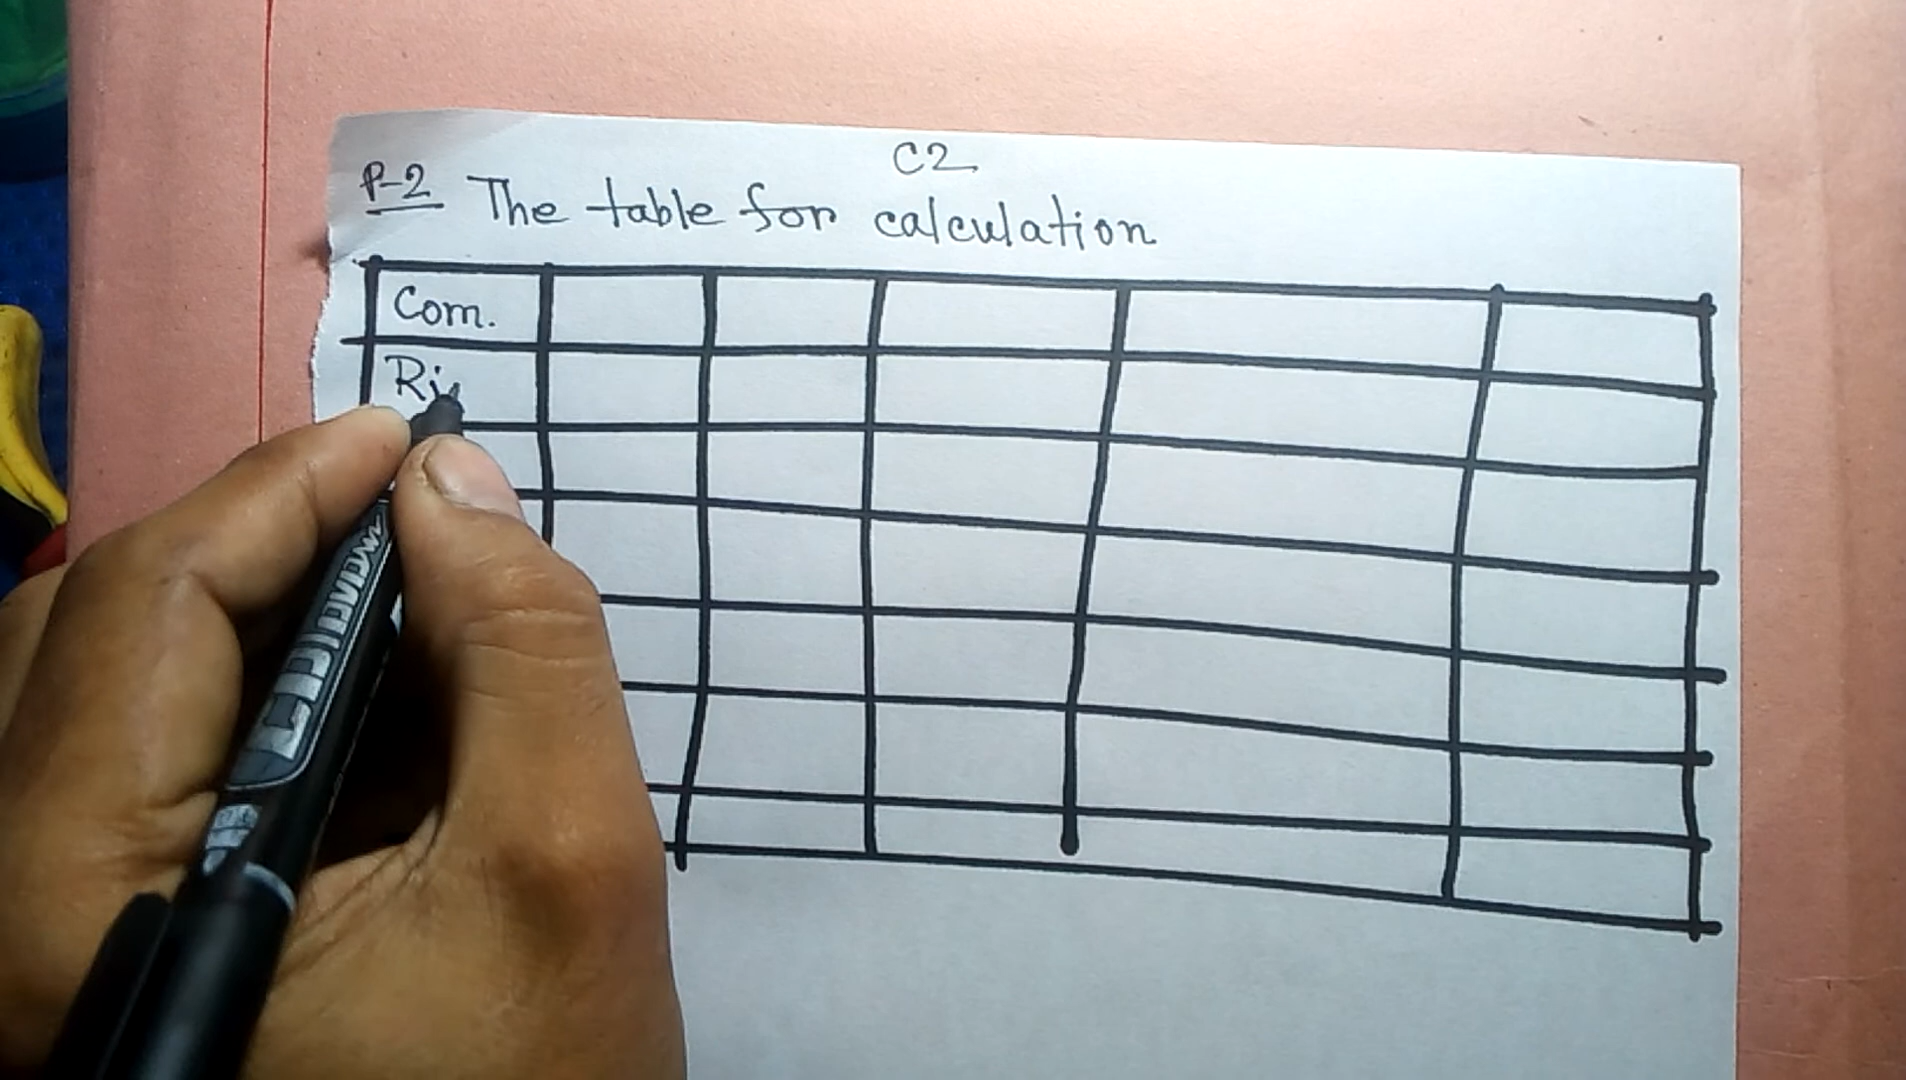 C2
P-2 The table for calculation
Com.
Ri